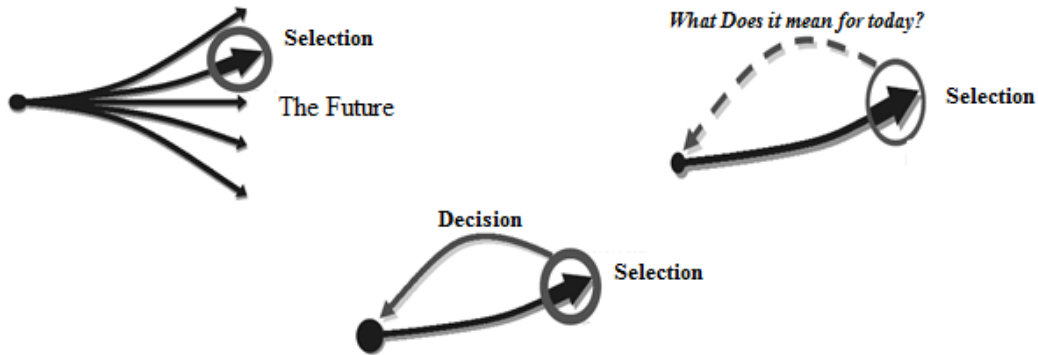 Selection
The Future
What Does it mean for today?
Selection
Decision
Selection